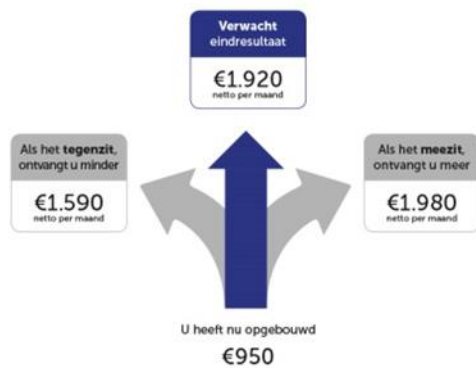 Verwacht
eindresultaat
€1.920
netto per maand
Als het tegenzit,
ontvangt u minder
€1.590
netto per maand
Als het meezit,
ontvangt u meer
€1.980
netto per maand
U heeft nu opgebouwd
€950